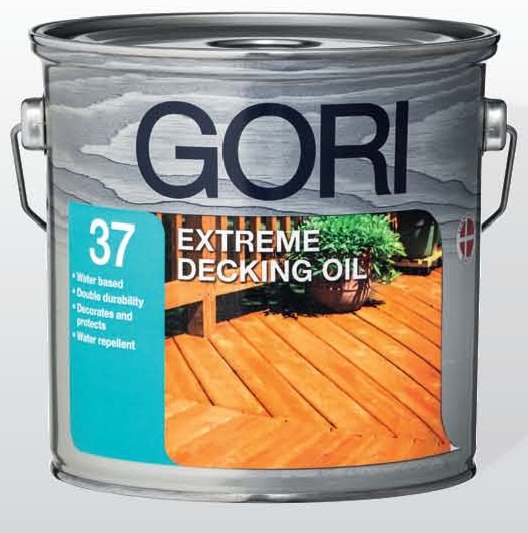 GORI
37
• Water based
• Double durability
• Decorates and
protects
• Water repellent
EXTREME
DECKING OIL